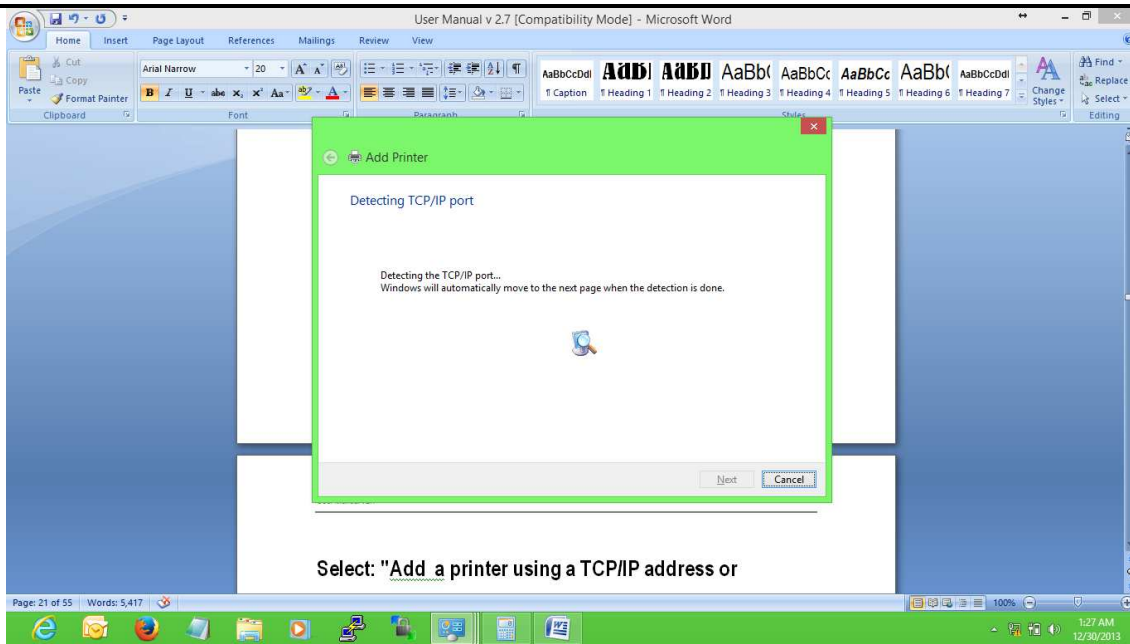 User Manual v 2.7 [Compatibility Mode] - Microsoft Word
Home Insert Page Layout References Mailings Review View
Paste
Cut
Copy
Format Painter
Clipboard
Arial Narrow 20
Font
Paragraph
AaBbCcDdI AaBbI AaBbI AaBb( AaBbCc AaBbCc AaBb( AaBbCcDdI
¶ Caption ¶ Heading 1 ¶ Heading 2 ¶ Heading 3 ¶ Heading 4 ¶ Heading 5 ¶ Heading 6 ¶ Heading 7
Change
Styles
Styles
Find
Replace
Select
Editing
Add Printer
Detecting TCP/IP port
Detecting the TCP/IP port...
Windows will automatically move to the next page when the detection is done.
Next Cancel
Select: "Add a printer using a TCP/IP address or
Page: 21 of 55 Words: 5,417 100%
1:27 AM
12/30/2013